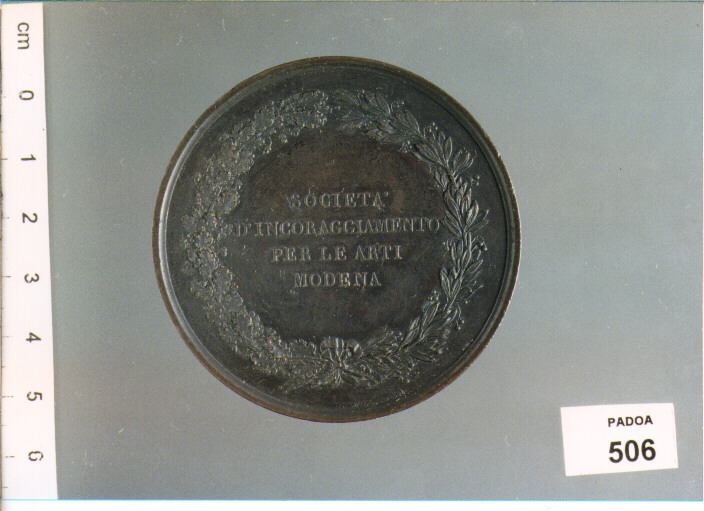 SOCIETA'
D'INCORAGGIAMENTO
PER LE ARTI
MODENA
cm
0
1
2
3
4
5
6
PADOA
506